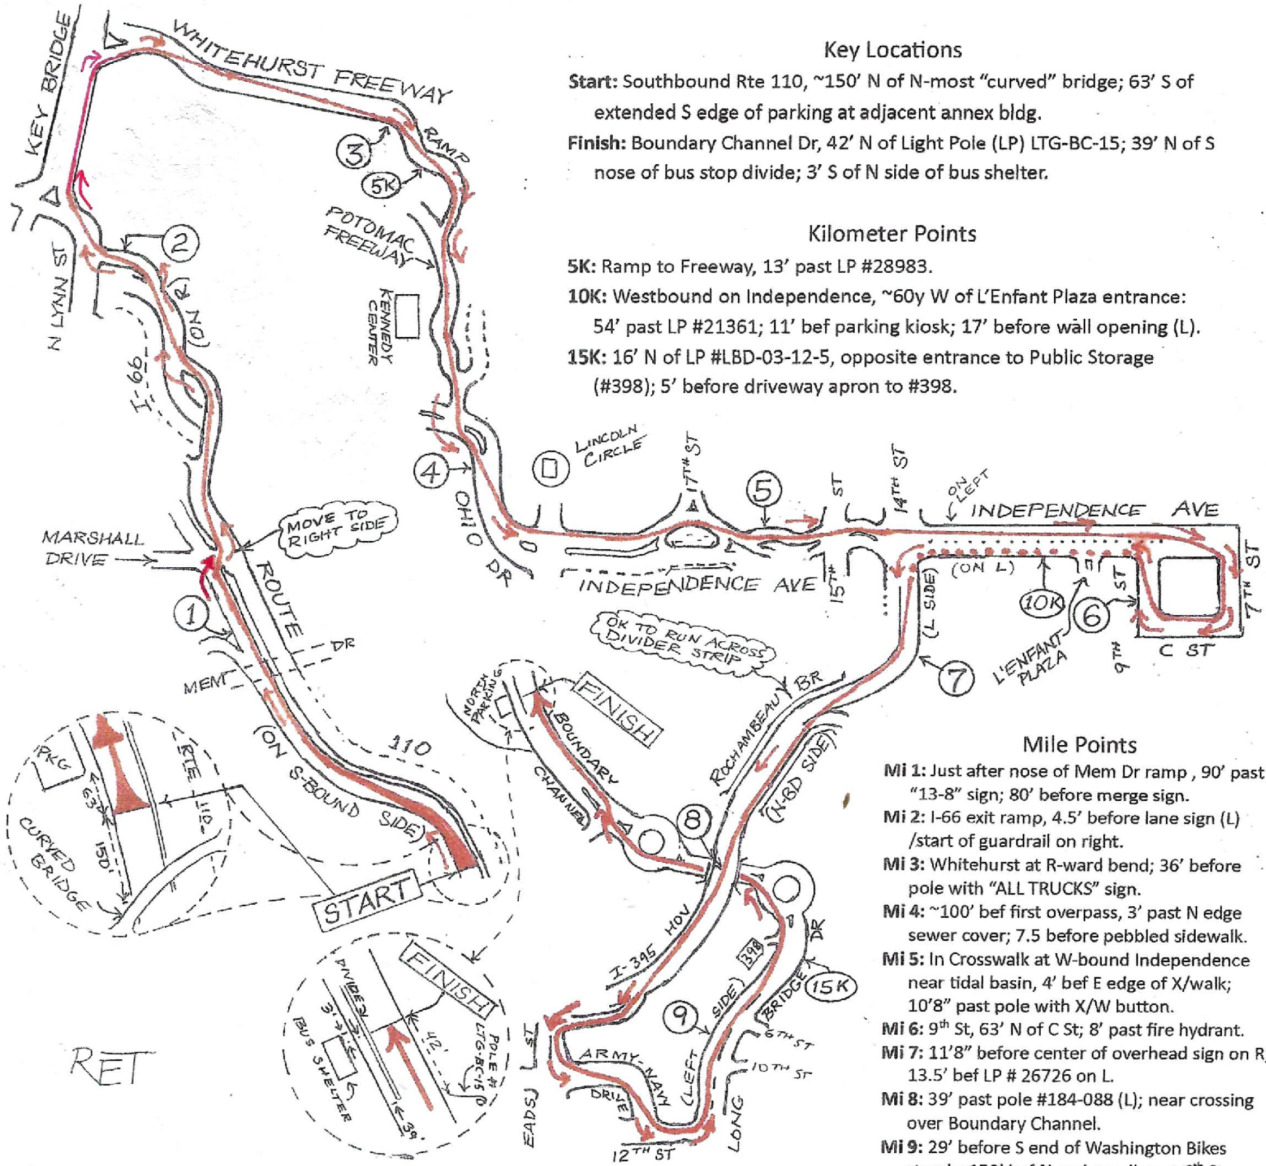 Key Locations
Start: Southbound Rte 110, ~150' N of N-most “curved” bridge; 63' S of
extended S edge of parking at adjacent annex bldg.
Finish: Boundary Channel Dr, 42' N of Light Pole (LP) LTG-BC-15; 39' N of S
nose of bus stop divide; 3' S of N side of bus shelter.
Kilometer Points
5K: Ramp to Freeway, 13' past LP #28983.
10K: Westbound on Independence, ~60y W of L'Enfant Plaza entrance:
54' past LP #21361; 11' bef parking kiosk; 17' before wall opening (L).
15K: 16' N of LP #LBD-03-12-5, opposite entrance to Public Storage
(#398); 5' before driveway apron to #398.
KEY BRIDGE
WHITEHURST FREEWAY
RAMP
3
5K
POTOMAC
FREEWAY
KENNEDY
CENTER
2
N LYNN ST
(ON R)
I-66
4
OHIO DR
LINCOLN
CIRCLE
17TH ST
5
ST
15TH
14TH ST
ON
LEFT
INDEPENDENCE AVE
INDEPENDENCE AVE
(ON L)
10K
ST
9TH
6
7TH ST
C ST
L'ENFANT
PLAZA
(L SIDE)
7
MARSHALL
DRIVE
MOVE TO
RIGHT SIDE
1
ROUTE
110
MEM DR
(ON S-BOUND SIDE)
START
PKG
63'
150'
RTE
110
CURVED
BRIDGE
OK TO RUN ACROSS
DIVIDER STRIP
ROCHAMBEAU BR
(N-BD SIDE)
NORTH
PARKING
FINISH
BOUNDARY
CHANNEL
8
I-395 HOV
398
BRIDGE DR
15K
9
(LEFT SIDE)
6TH ST
10TH ST
LONG
EADS ST
ARMY-NAVY
DRIVE
12TH ST
FINISH
DIVIDER
3'
BUS SHELTER
42'
POLE #
LTG-BC-15
39'
RET
Mile Points
Mi 1: Just after nose of Mem Dr ramp , 90' past
“13-8” sign; 80' before merge sign.
Mi 2: I-66 exit ramp, 4.5' before lane sign (L)
/start of guardrail on right.
Mi 3: Whitehurst at R-ward bend; 36' before
pole with “ALL TRUCKS” sign.
Mi 4: ~100' bef first overpass, 3' past N edge
sewer cover; 7.5 before pebbled sidewalk.
Mi 5: In Crosswalk at W-bound Independence
near tidal basin, 4' bef E edge of X/walk;
10'8” past pole with X/W button.
Mi 6: 9th St, 63' N of C St; 8' past fire hydrant.
Mi 7: 11'8” before center of overhead sign on R,
13.5' bef LP # 26726 on L.
Mi 8: 39' past pole #184-088 (L); near crossing
over Boundary Channel.
Mi 9: 29' before S end of Washington Bikes